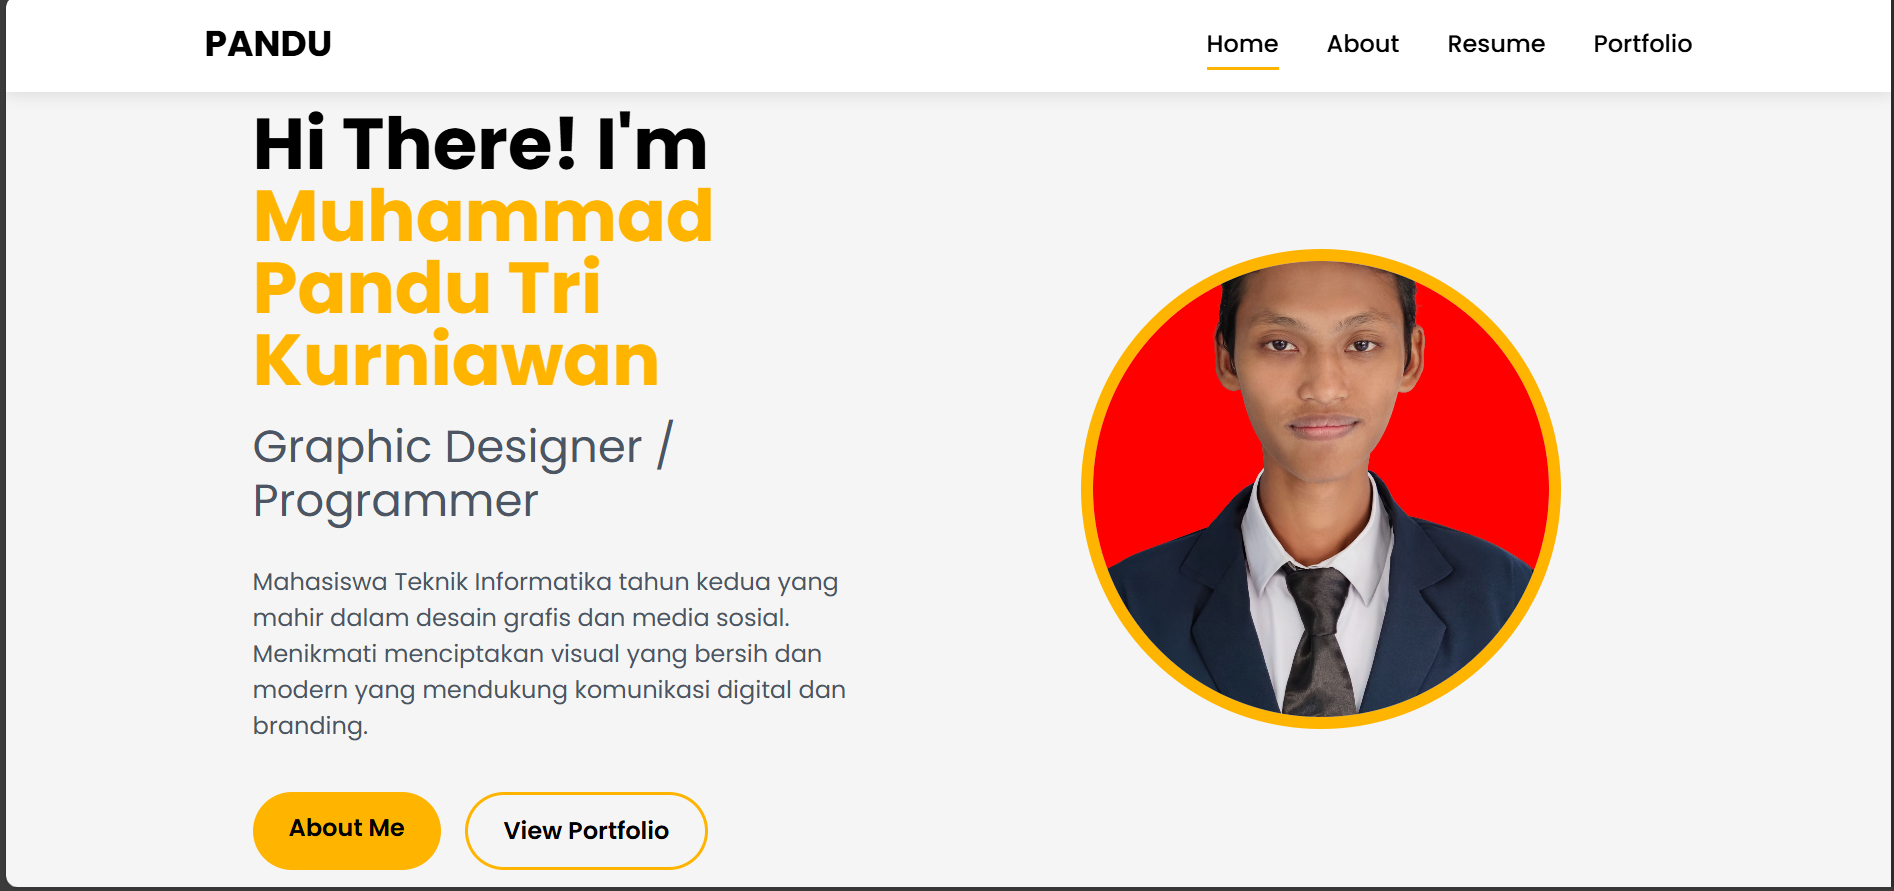 PANDU
Home About Resume Portfolio
Hi There! I'm
Muhammad
Pandu Tri
Kurniawan
Graphic Designer /
Programmer
Mahasiswa Teknik Informatika tahun kedua yang
mahir dalam desain grafis dan media sosial.
Menikmati menciptakan visual yang bersih dan
modern yang mendukung komunikasi digital dan
branding.
About Me
View Portfolio